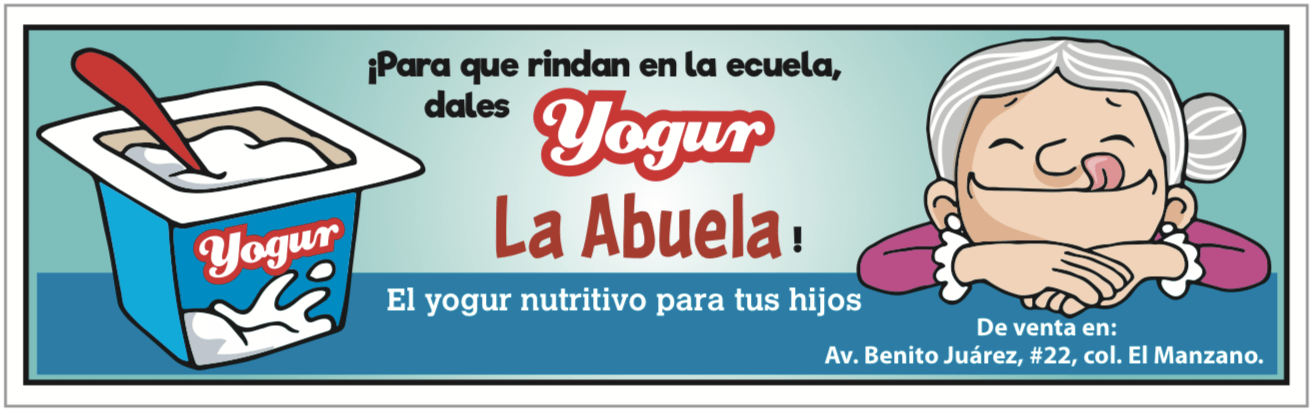 ¡Para que rindan en la ecuela,
dales Yogur
La Abuela!
Yogur
El yogur nutritivo para tus hijos
De venta en:
Av. Benito Juárez, #22, col. El Manzano.